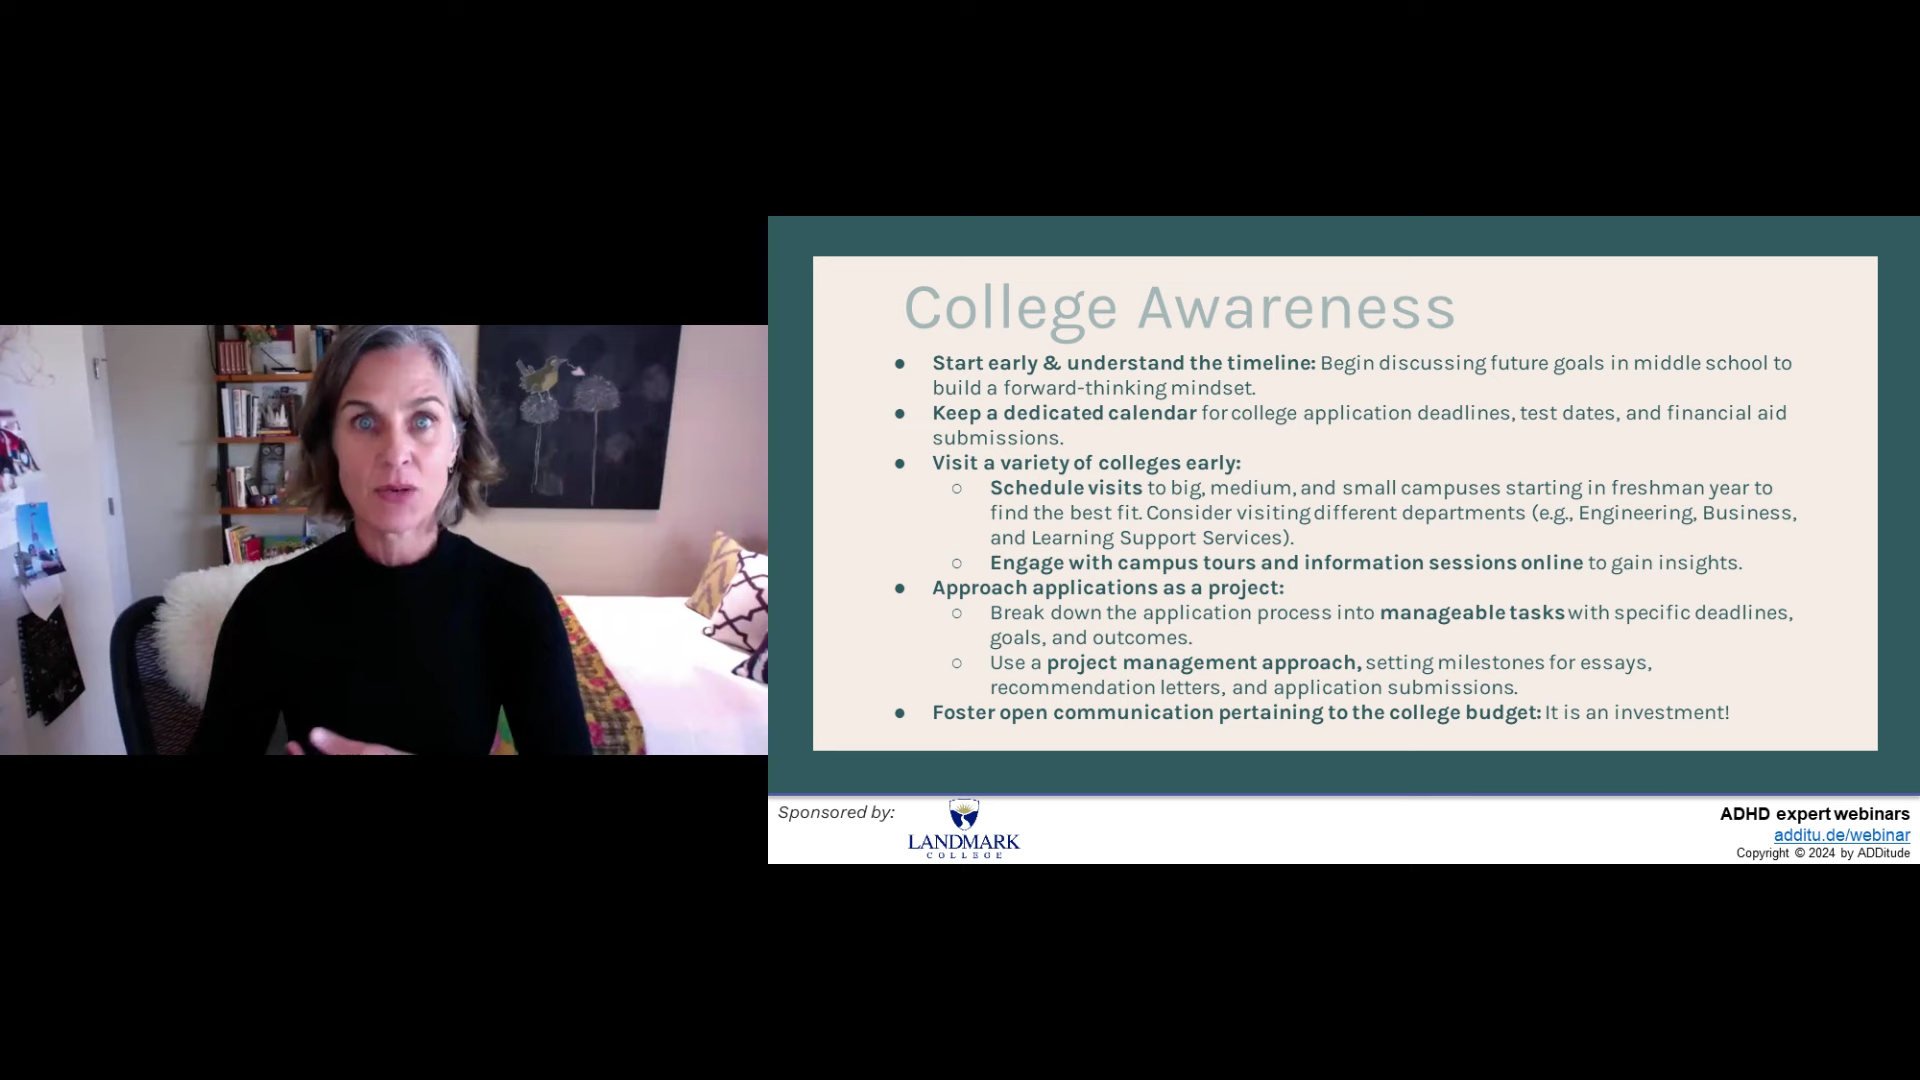 College Awareness
● Start early & understand the timeline: Begin discussing future goals in middle school to
build a forward-thinking mindset.
● Keep a dedicated calendar for college application deadlines, test dates, and financial aid
submissions.
● Visit a variety of colleges early:
○ Schedule visits to big, medium, and small campuses starting in freshman year to
find the best fit. Consider visiting different departments (e.g., Engineering, Business,
and Learning Support Services).
○ Engage with campus tours and information sessions online to gain insights.
● Approach applications as a project:
○ Break down the application process into manageable tasks with specific deadlines,
goals, and outcomes.
○ Use a project management approach, setting milestones for essays,
recommendation letters, and application submissions.
● Foster open communication pertaining to the college budget: It is an investment!
Sponsored by:
LANDMARK
COLLEGE
ADHD expert webinars
additu.de/webinar
Copyright © 2024 by ADDitude